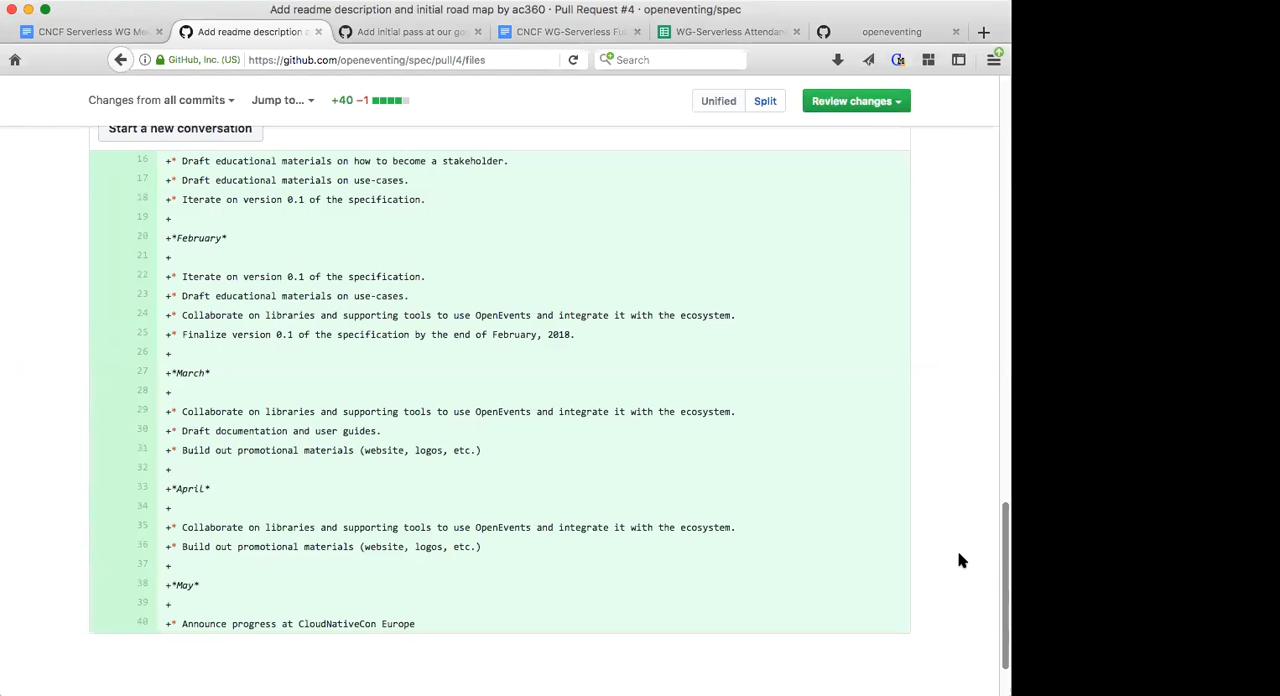 Add readme description and initial road map by ac360 · Pull Request #4 · openeventing/spec
CNCF Serverless WG Me
Add readme description a
Add initial pass at our go
CNCF WG-Serverless Fu
WG-Serverless Attendan
openeventing
GitHub, Inc. (US)
https://github.com/openeventing/spec/pull/4/files
Search
Changes from all commits
Jump to...
+40 −1
Unified
Split
Review changes
Start a new conversation
16 +* Draft educational materials on how to become a stakeholder.
17 +* Draft educational materials on use-cases.
18 +* Iterate on version 0.1 of the specification.
19 +
20 +*February*
21 +
22 +* Iterate on version 0.1 of the specification.
23 +* Draft educational materials on use-cases.
24 +* Collaborate on libraries and supporting tools to use OpenEvents and integrate it with the ecosystem.
25 +* Finalize version 0.1 of the specification by the end of February, 2018.
26 +
27 +*March*
28 +
29 +* Collaborate on libraries and supporting tools to use OpenEvents and integrate it with the ecosystem.
30 +* Draft documentation and user guides.
31 +* Build out promotional materials (website, logos, etc.)
32 +
33 +*April*
34 +
35 +* Collaborate on libraries and supporting tools to use OpenEvents and integrate it with the ecosystem.
36 +* Build out promotional materials (website, logos, etc.)
37 +
38 +*May*
39 +
40 +* Announce progress at CloudNativeCon Europe